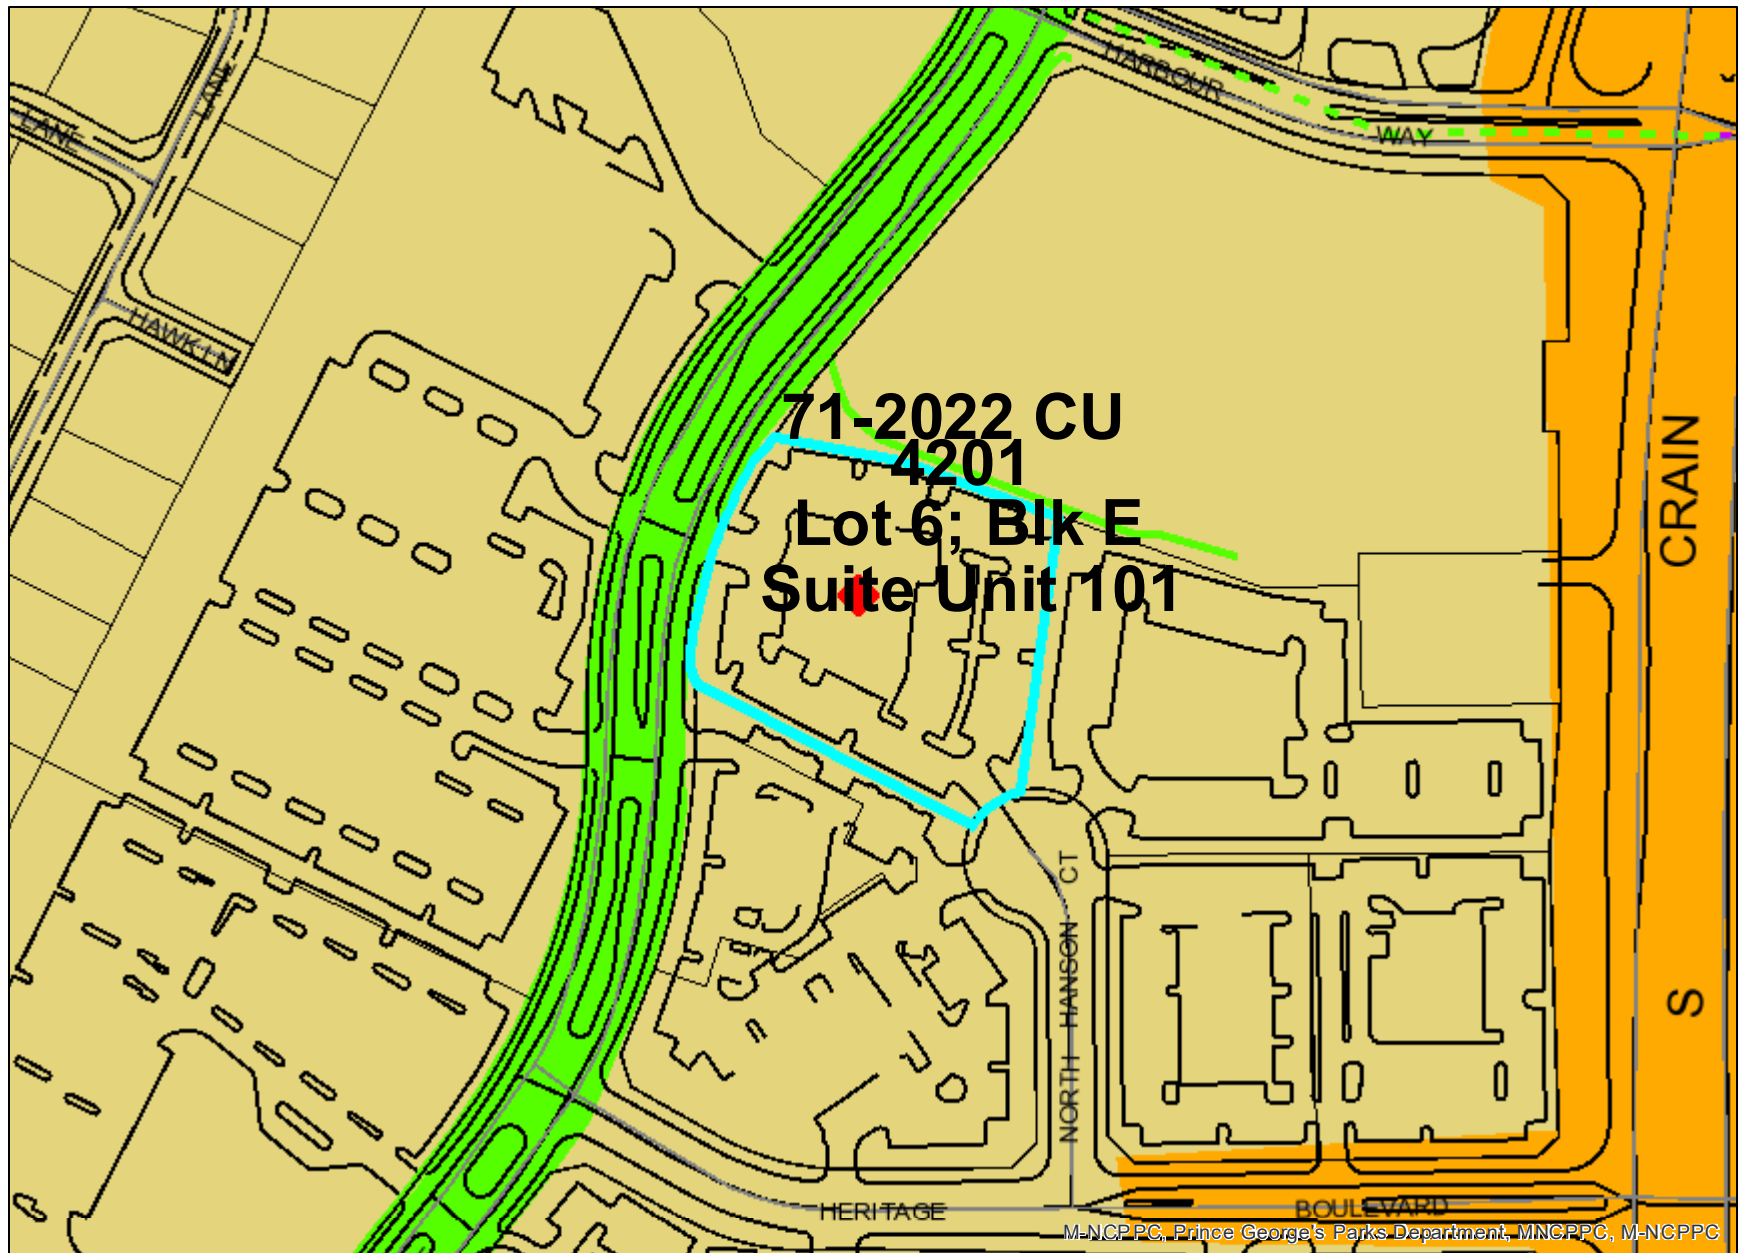 HARBOUR
WAY
LANE
LANE
HAWK LN
71-2022 CU
4201
Lot 6; Blk E
Suite Unit 101
CRAIN
S
NORTH HANSON CT
HERITAGE
BOULEVARD
M-NCPPC, Prince George's Parks Department, MNCPPC, M-NCPPC